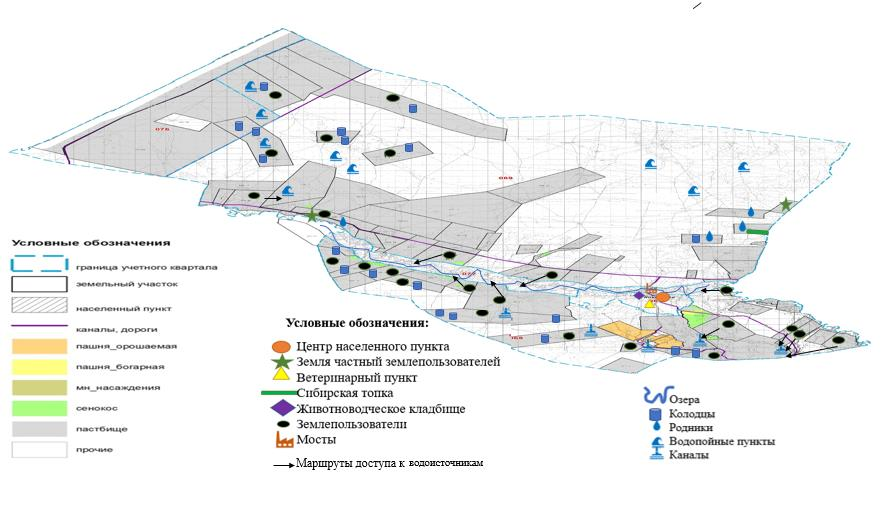 076
069
Условные обозначения
граница учетного квартала
земельный участок
населенный пункт
каналы, дороги
пашня_орошаемая
пашня_богарная
мн_насаждения
сенокос
пастбище
прочие
Условные обозначения:
Центр населенного пункта
Земля частный землепользователей
Ветеринарный пункт
Сибирская топка
Животноводческое кладбище
Землепользователи
Мосты
Маршруты доступа к водоисточникам
Озера
Колодцы
Родники
Водопойные пункты
Каналы